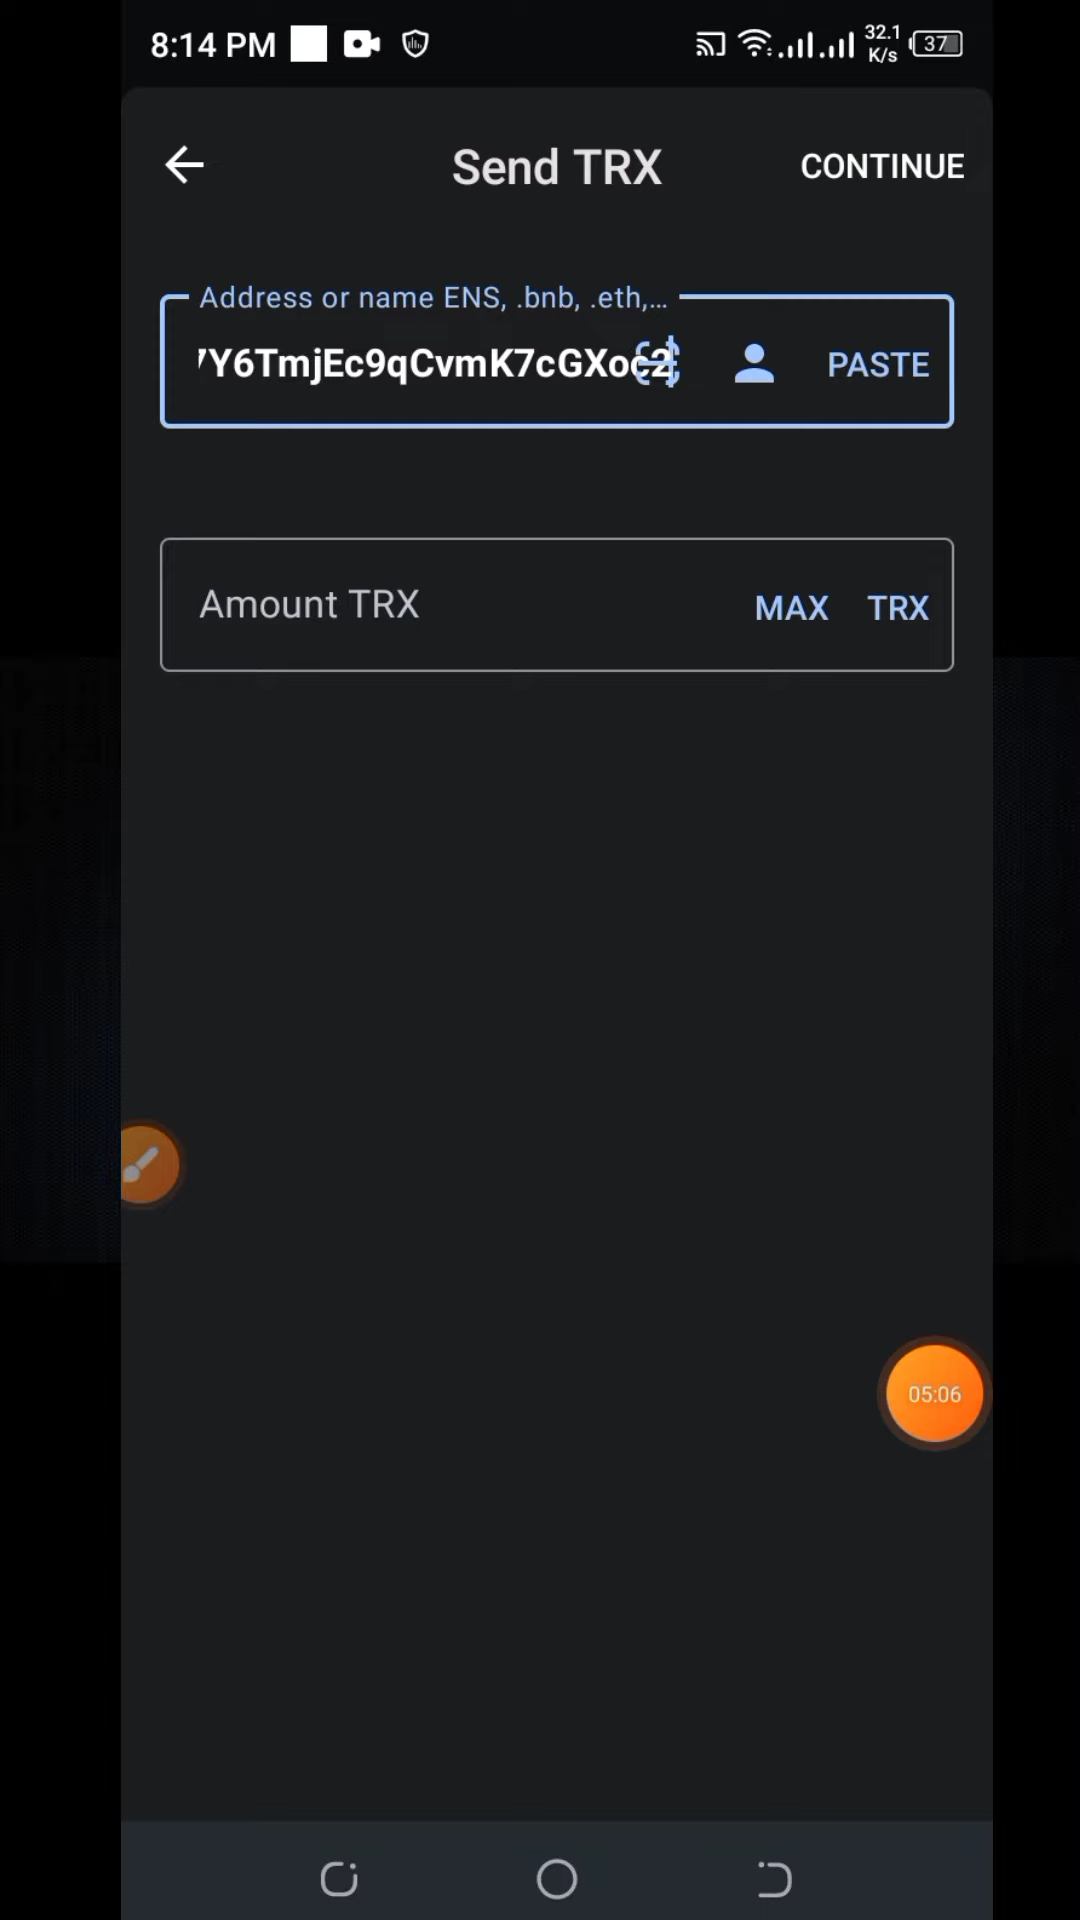 8:14 PM
32.1
K/s
37
Send TRX
CONTINUE
Address or name ENS, .bnb, .eth,...
7Y6TmjEc9qCvmK7cGXoc2
PASTE
Amount TRX
MAX
TRX
05:06